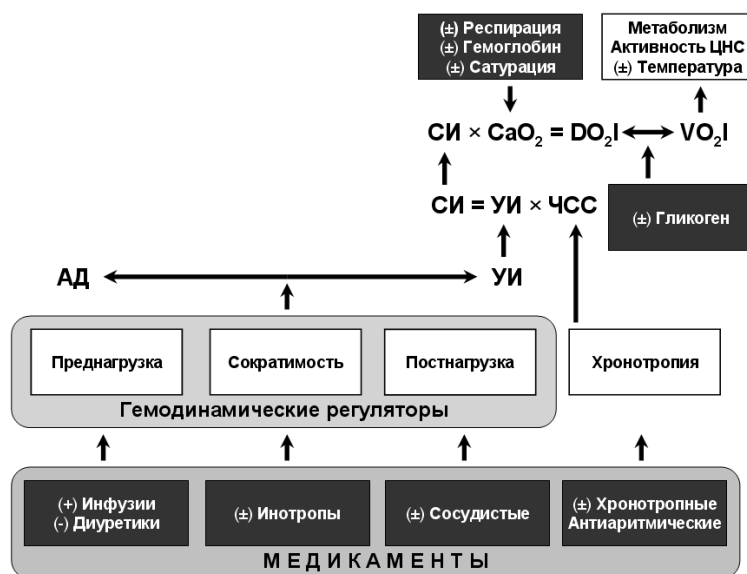 (±) Респирация
(±) Гемоглобин
(±) Сатурация
Метаболизм
Активность ЦНС
(±) Температура
СИ × CaO₂ = DO₂I
VO₂I
СИ = УИ × ЧСС
(±) Гликоген
АД
УИ
Преднагрузка
Сократимость
Постнагрузка
Хронотропия
Гемодинамические регуляторы
(+) Инфузии
(-) Диуретики
(±) Инотропы
(±) Сосудистые
(±) Хронотропные
Антиаритмические
МЕДИКАМЕНТЫ